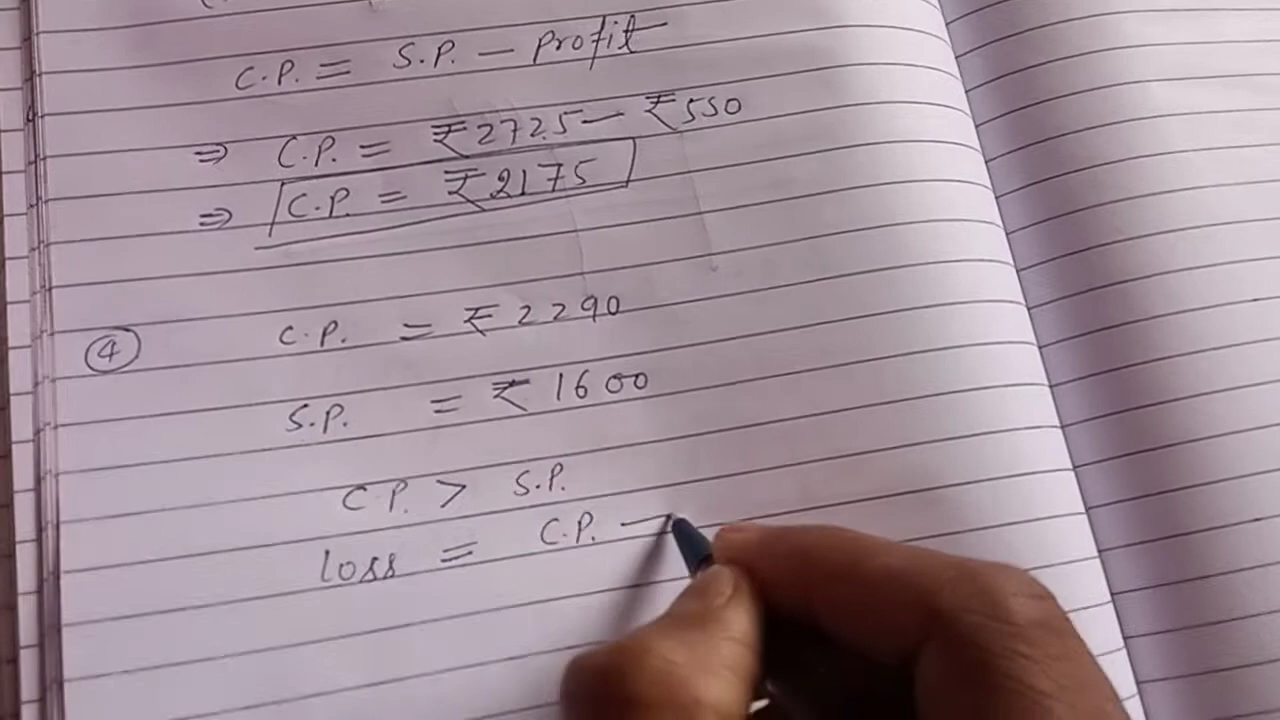 C.P. = S.P. — Profit
⇒ C.P. = ₹2725 — ₹550
⇒ C.P. = ₹2175
④ C.P. = ₹2290
S.P. = ₹1600
C.P. > S.P.
loss = C.P. —